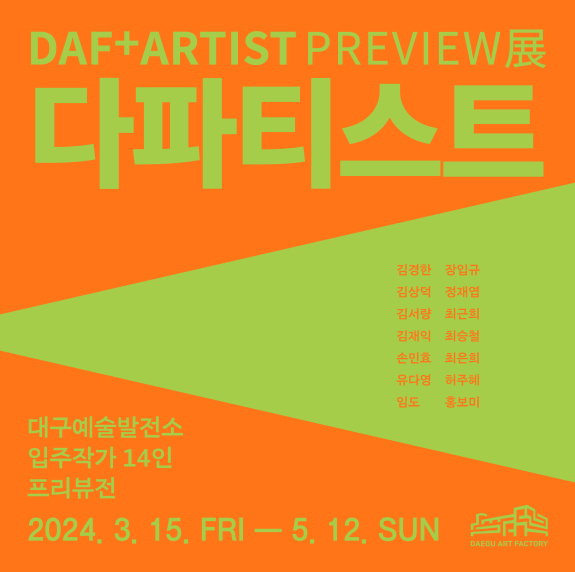 DAF+ARTIST PREVIEW展
다파티스트
김경한 장입규
김상덕 정재엽
김서량 최근희
김재익 최승철
손민효 최은희
유다영 허주혜
임도 홍보미
대구예술발전소
입주작가 14인
프리뷰전
2024. 3. 15. FRI — 5. 12. SUN
DAEGU ART FACTORY